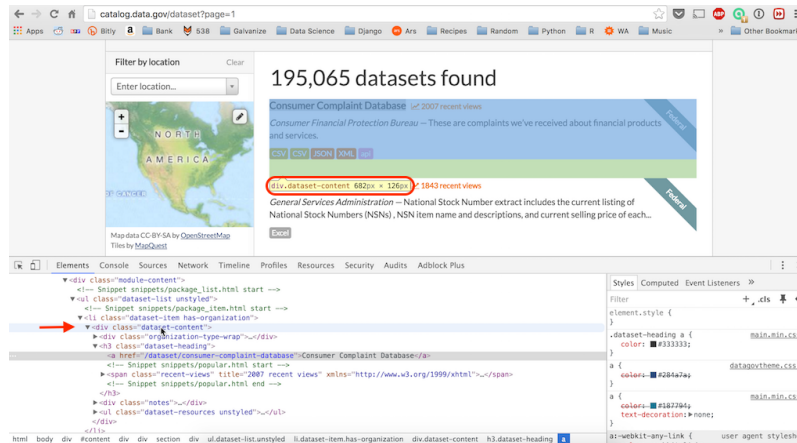 catalog.data.gov/dataset?page=1
Apps Bitly Bank 538 Galvanize Data Science Django Ars Recipes Random Python R WA Music » Other Bookmar
Filter by location Clear
Enter location...
+
-
NORTH
AMERICA
Map data CC-BY-SA by OpenStreetMap
Tiles by MapQuest
195,065 datasets found
Consumer Complaint Database 2007 recent views
Federal
Consumer Financial Protection Bureau — These are complaints we've received about financial products
and services.
CSV CSV JSON XML api
div.dataset-content 682px × 126px 1843 recent views
Federal
General Services Administration — National Stock Number extract includes the current listing of
National Stock Numbers (NSNs) , NSN item name and descriptions, and current selling price of each...
Excel
Elements Console Sources Network Timeline Profiles Resources Security Audits Adblock Plus
▼<div class="module-content">
<!-- Snippet snippets/package_list.html start -->
▼<ul class="dataset-list unstyled">
<!-- Snippet snippets/package_item.html start -->
▼<li class="dataset-item has-organization">
▼<div class="dataset-content">
▶<div class="organization-type-wrap">…</div>
▼<h3 class="dataset-heading">
<a href="/dataset/consumer-complaint-database">Consumer Complaint Database</a>
<!-- Snippet snippets/popular.html start -->
▶<span class="recent-views" title="2007 recent views" xmlns="http://www.w3.org/1999/xhtml">…</span>
<!-- Snippet snippets/popular.html end -->
</h3>
▶<div class="notes">…</div>
▶<ul class="dataset-resources unstyled">…</ul>
</div>
</li>
html body div #content div div section div ul.dataset-list.unstyled li.dataset-item.has-organization div.dataset-content h3.dataset-heading a
Styles Computed Event Listeners »
Filter + .cls
element.style {
}
.dataset-heading a { main.min.css
color: #333333;
}
a { datagovtheme.css
color: #284a7a;
}
a { main.min.css
color: #187794;
text-decoration:▶none;
}
a:-webkit-any-link { user agent styleshe